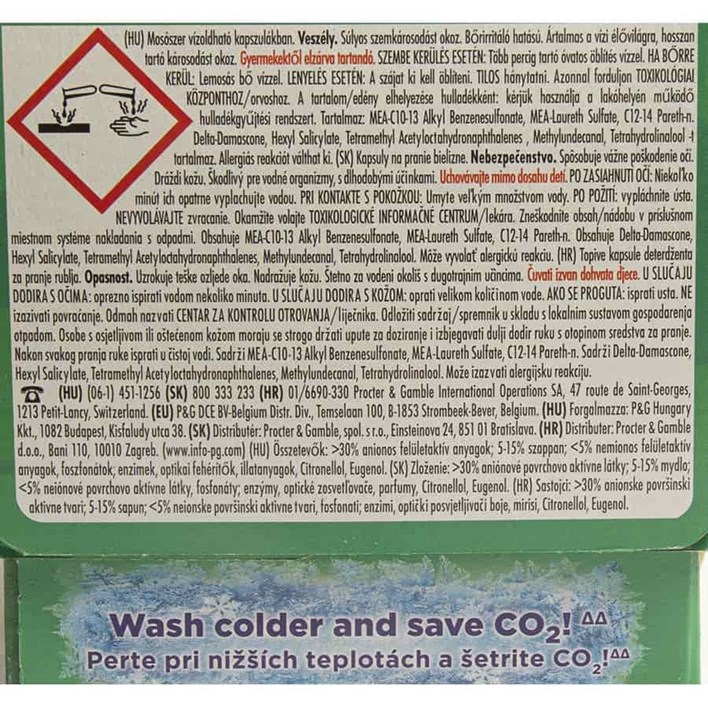 (HU) Mosószer vízoldható kapszulákban. Veszély. Súlyos szemkárosodást okoz. Bőrirritáló hatású. Ártalmas a vízi élővilágra, hosszan
tartó károsodást okoz. Gyermekektől elzárva tartandó. SZEMBE KERÜLÉS ESETÉN: Több percig tartó óvatos öblítés vízzel. HA BŐRRE
KERÜL: Lemosás bő vízzel. LENYELÉS ESETÉN: A száját ki kell öblíteni. TILOS hánytatni. Azonnal forduljon TOXIKOLÓGIAI
KÖZPONTHOZ/orvoshoz. A tartalom/edény elhelyezése hulladékként: kérjük használja a lakóhelyén működő
hulladékgyűjtési rendszert. Tartalmaz: MEA-C10-13 Alkyl Benzenesulfonate, MEA-Laureth Sulfate, C12-14 Pareth-n.
Delta-Damascone, Hexyl Salicylate, Tetramethyl Acetyloctahydronaphthalenes, Methylundecanal, Tetrahydrolinalool -t
tartalmaz. Allergiás reakciót válthat ki. (SK) Kapsuly na pranie bielizne. Nebezpečenstvo. Spôsobuje vážne poškodenie očí.
Dráždi kožu. Škodlivý pre vodné organizmy, s dlhodobými účinkami. Uchovávajte mimo dosahu detí. PO ZASIAHNUTÍ OČÍ: Niekoľko
minút ich opatrne vyplachujte vodou. PRI KONTAKTE S POKOŽKOU: Umyte veľkým množstvom vody. PO POŽITÍ: vypláchnite ústa.
NEVYVOLÁVAJTE zvracanie. Okamžite volajte TOXIKOLOGICKÉ INFORMAČNÉ CENTRUM/lekára. Zneškodnite obsah/nádobu v príslušnom
miestnom systéme nakladania s odpadmi. Obsahuje MEA-C10-13 Alkyl Benzenesulfonate, MEA-Laureth Sulfate, C12-14 Pareth-n. Obsahuje Delta-Damascone,
Hexyl Salicylate, Tetramethyl Acetyloctahydronaphthalenes, Methylundecanal, Tetrahydrolinalool. Môže vyvolať alergickú reakciu. (HR) Topive kapsule deterdženta
za pranje rublja. Opasnost. Uzrokuje teške ozljede oka. Nadražuje kožu. Štetno za vodeni okoliš s dugotrajnim učincima. Čuvati izvan dohvata djece. U SLUČAJU
DODIRA S OČIMA: oprezno ispirati vodom nekoliko minuta. U SLUČAJU DODIRA S KOŽOM: oprati velikom količinom vode. AKO SE PROGUTA: isprati usta. NE
izazivati povraćanje. Odmah nazvati CENTAR ZA KONTROLU OTROVANJA/liječnika. Odložiti sadržaj/spremnik u skladu s lokalnim sustavom gospodarenja
otpadom. Osobe s osjetljivom ili oštećenom kožom moraju se strogo držati upute za doziranje i izbjegavati dulji dodir ruku s otopinom sredstva za pranje.
Nakon svakog pranja ruke isprati u čistoj vodi. Sadrži MEA-C10-13 Alkyl Benzenesulfonate, MEA-Laureth Sulfate, C12-14 Pareth-n. Sadrži Delta-Damascone,
Hexyl Salicylate, Tetramethyl Acetyloctahydronaphthalenes, Methylundecanal, Tetrahydrolinalool. Može izazvati alergijsku reakciju.
☎ (HU) (06-1) 451-1256 (SK) 800 333 233 (HR) 01/6690-330 Procter & Gamble International Operations SA, 47 route de Saint-Georges,
1213 Petit-Lancy, Switzerland. (EU) P&G DCE BV-Belgium Distr. Div., Temselaan 100, B-1853 Strombeek-Bever, Belgium. (HU) Forgalmazza: P&G Hungary
Kkt., 1082 Budapest, Kisfaludy utca 38. (SK) Distributér: Procter & Gamble, spol. s r.o., Einsteinova 24, 851 01 Bratislava. (HR) Distributer: Procter & Gamble
d.o.o., Bani 110, 10010 Zagreb. (www.info-pg.com) (HU) Összetevők: >30% anionos felületaktív anyagok; 5-15% szappan; <5% nemionos felületaktív
anyagok, foszfonátok; enzimek, optikai fehérítők, illatanyagok, Citronellol, Eugenol. (SK) Zloženie: >30% aniónové povrchovo aktívne látky; 5-15% mydlo;
<5% neiónové povrchovo aktívne látky, fosfonáty; enzýmy, optické zosvetľovače, parfumy, Citronellol, Eugenol. (HR) Sastojci: >30% anionske površinski
aktivne tvari; 5-15% sapun; <5% neionske površinski aktivne tvari, fosfonati; enzimi, optički posvjetljivači boje, mirisi, Citronellol, Eugenol.
Wash colder and save CO₂! ΔΔ
Perte pri nižších teplotách a šetrite CO₂!ΔΔ